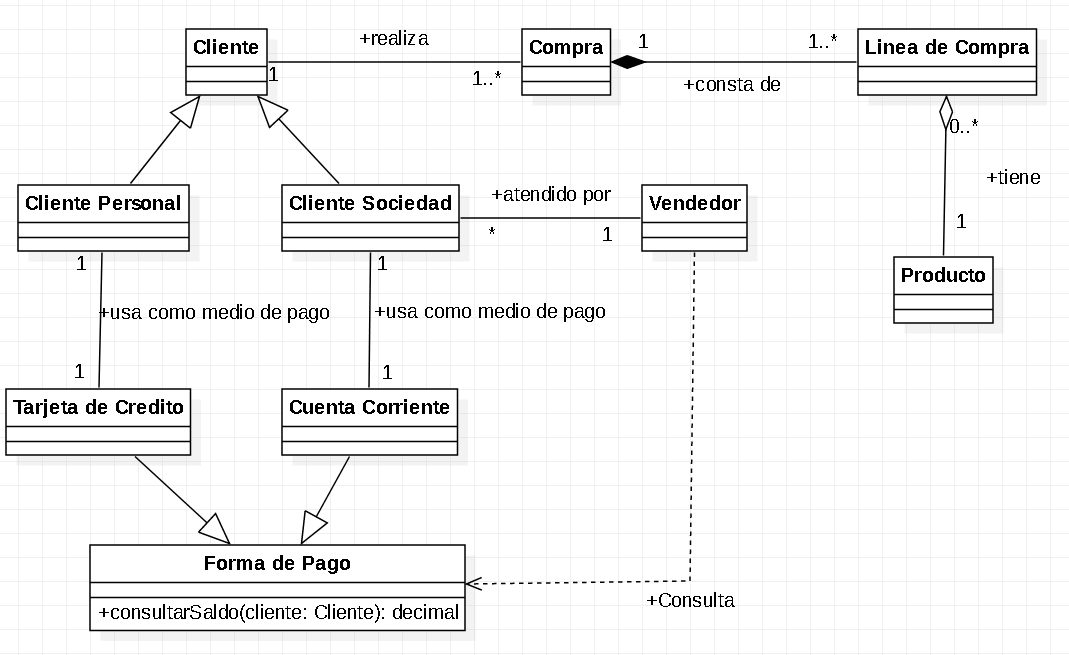 Cliente
1
+realiza
1..*
Compra
1
+consta de
1..*
Linea de Compra
0..*
+tiene
1
Producto
Cliente Personal
Cliente Sociedad
+atendido por
*
1
Vendedor
1
+usa como medio de pago
1
1
+usa como medio de pago
1
Tarjeta de Credito
Cuenta Corriente
Forma de Pago
+consultarSaldo(cliente: Cliente): decimal
+Consulta